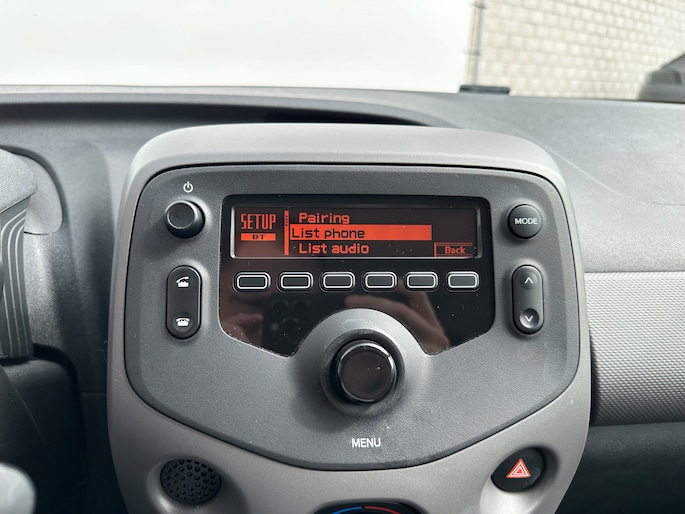 SETUP
BT
Pairing
List phone
List audio
Back
MODE
MENU